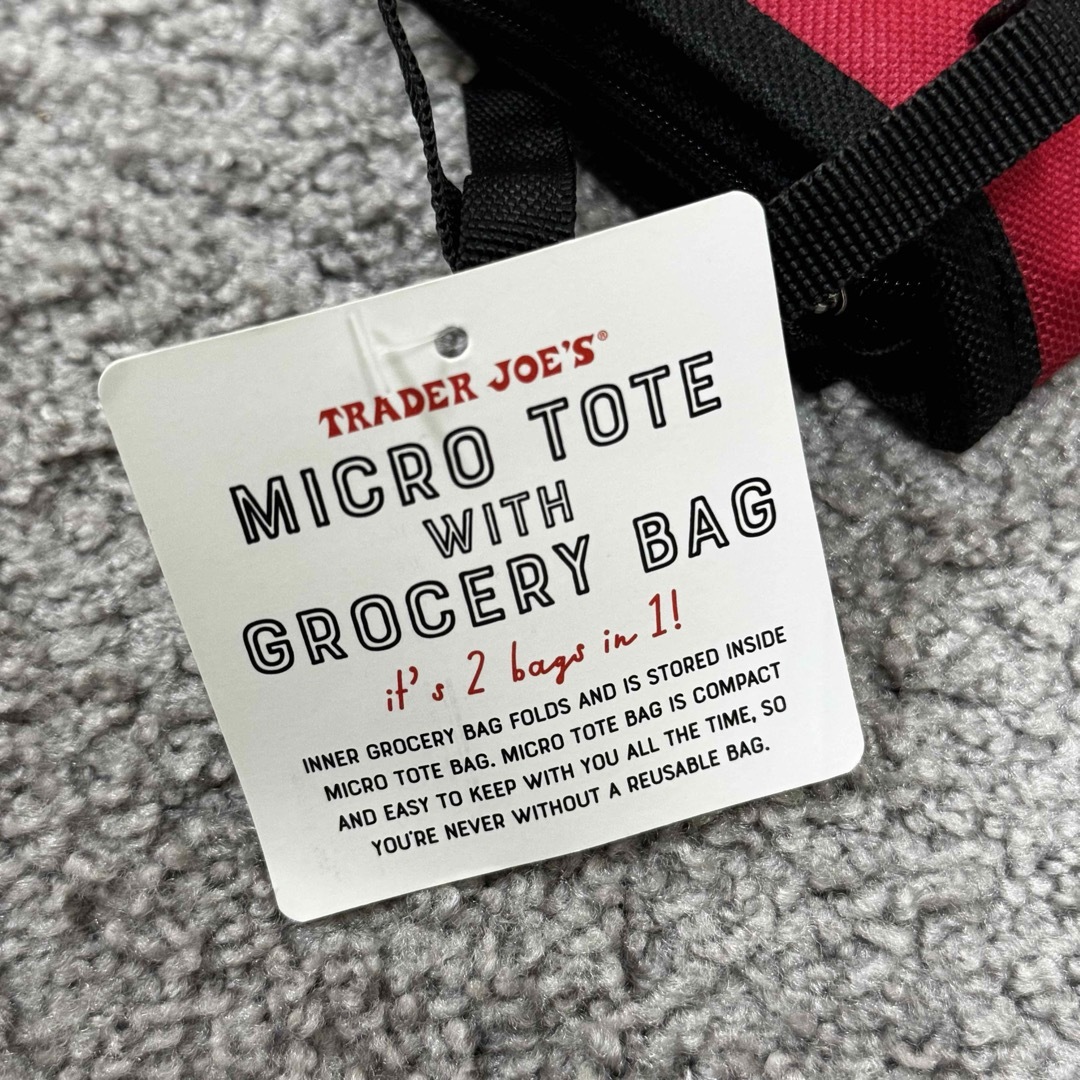 TRADER JOE'S®
MICRO TOTE
WITH
GROCERY BAG
it's 2 bags in 1!
INNER GROCERY BAG FOLDS AND IS STORED INSIDE
MICRO TOTE BAG. MICRO TOTE BAG IS COMPACT
AND EASY TO KEEP WITH YOU ALL THE TIME, SO
YOU'RE NEVER WITHOUT A REUSABLE BAG.